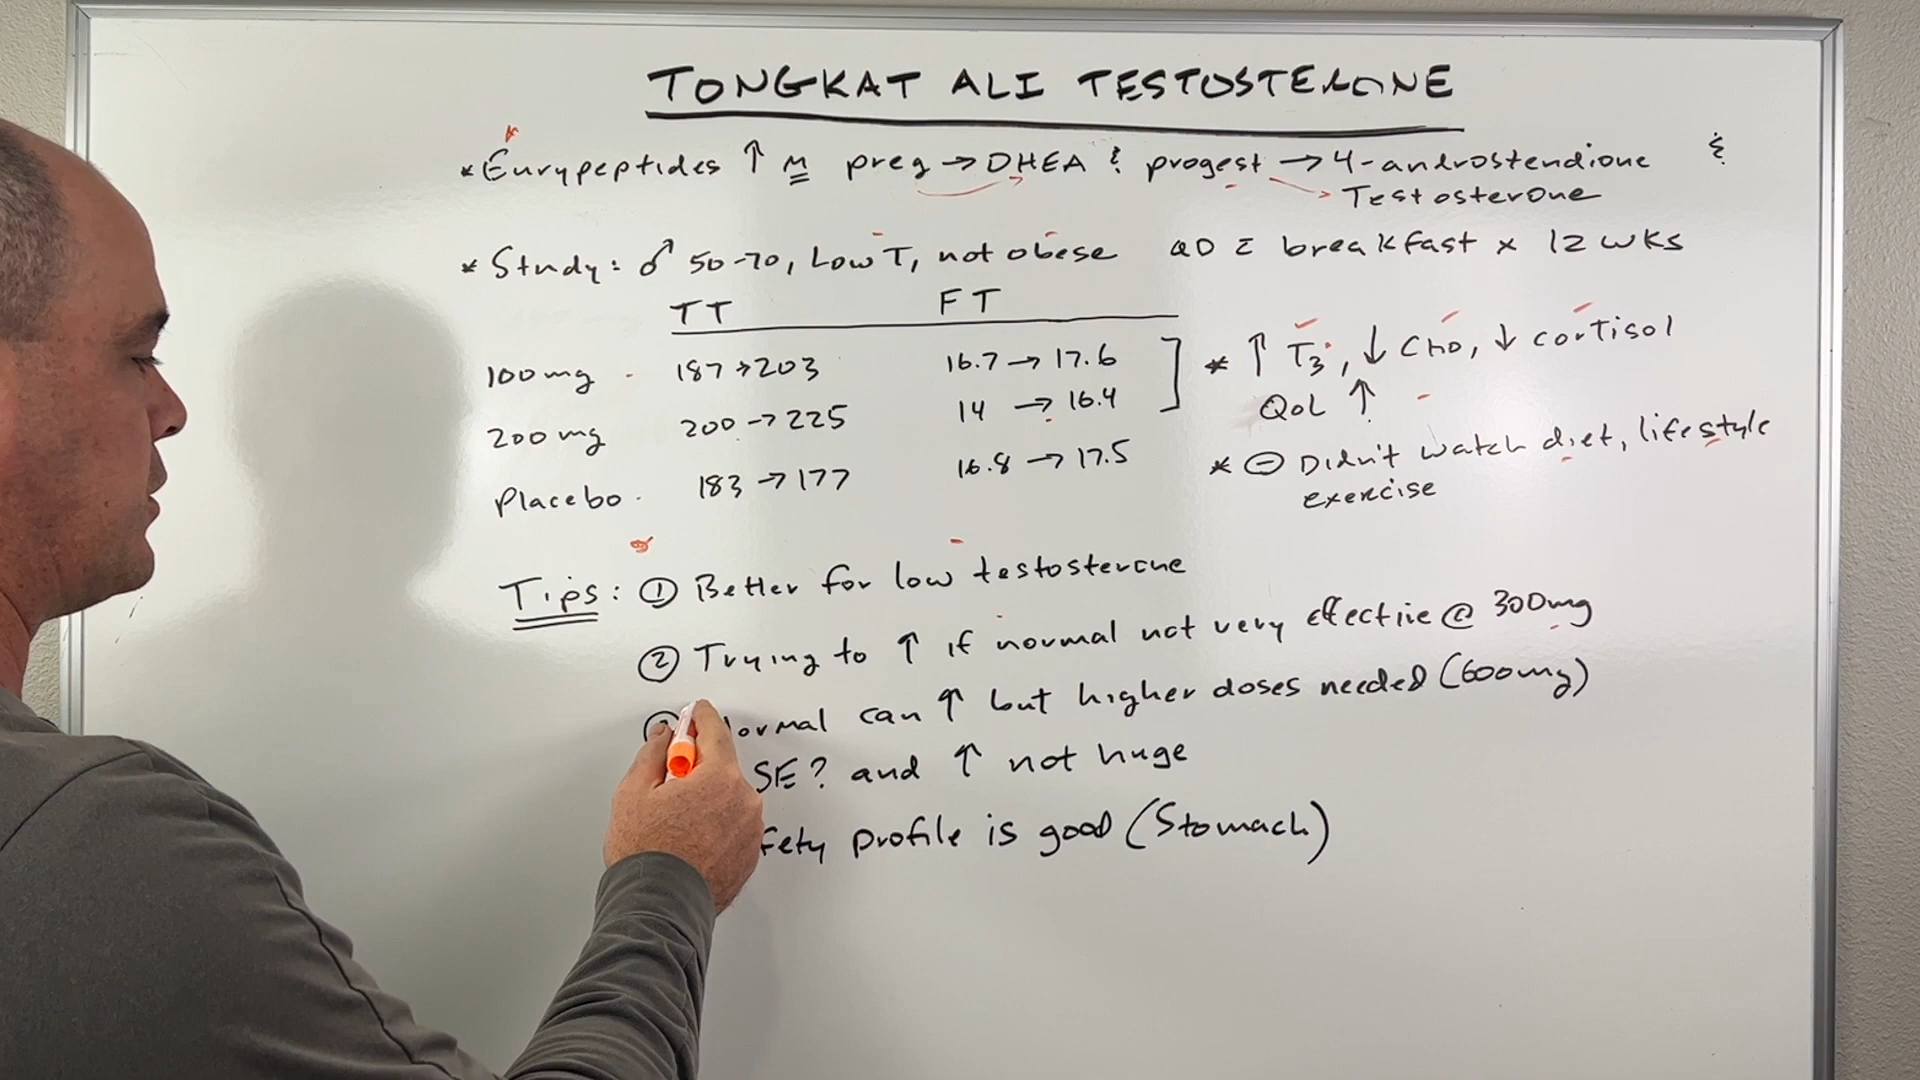 TONGKAT ALI TESTOSTERONE
* Eurypeptides ↑ m preg → DHEA & progest → 4-androstendione &
Testosterone
* Study: ♂ 50-70, Low T, not obese QD c breakfast x 12 wks
TT FT
100mg 187→203 16.7→17.6
200mg 200→225 14→16.4
Placebo 183→177 16.8→17.5
* ↑ T3, ↓ Cho, ↓ cortisol
QoL ↑
* ⊖ Didn't watch diet, lifestyle
exercise
Tips: ① Better for low testosterone
② Trying to ↑ if normal not very effective @ 300mg
ormal can ↑ but higher doses needed (600mg)
SE? and ↑ not huge
fety profile is good (Stomach)